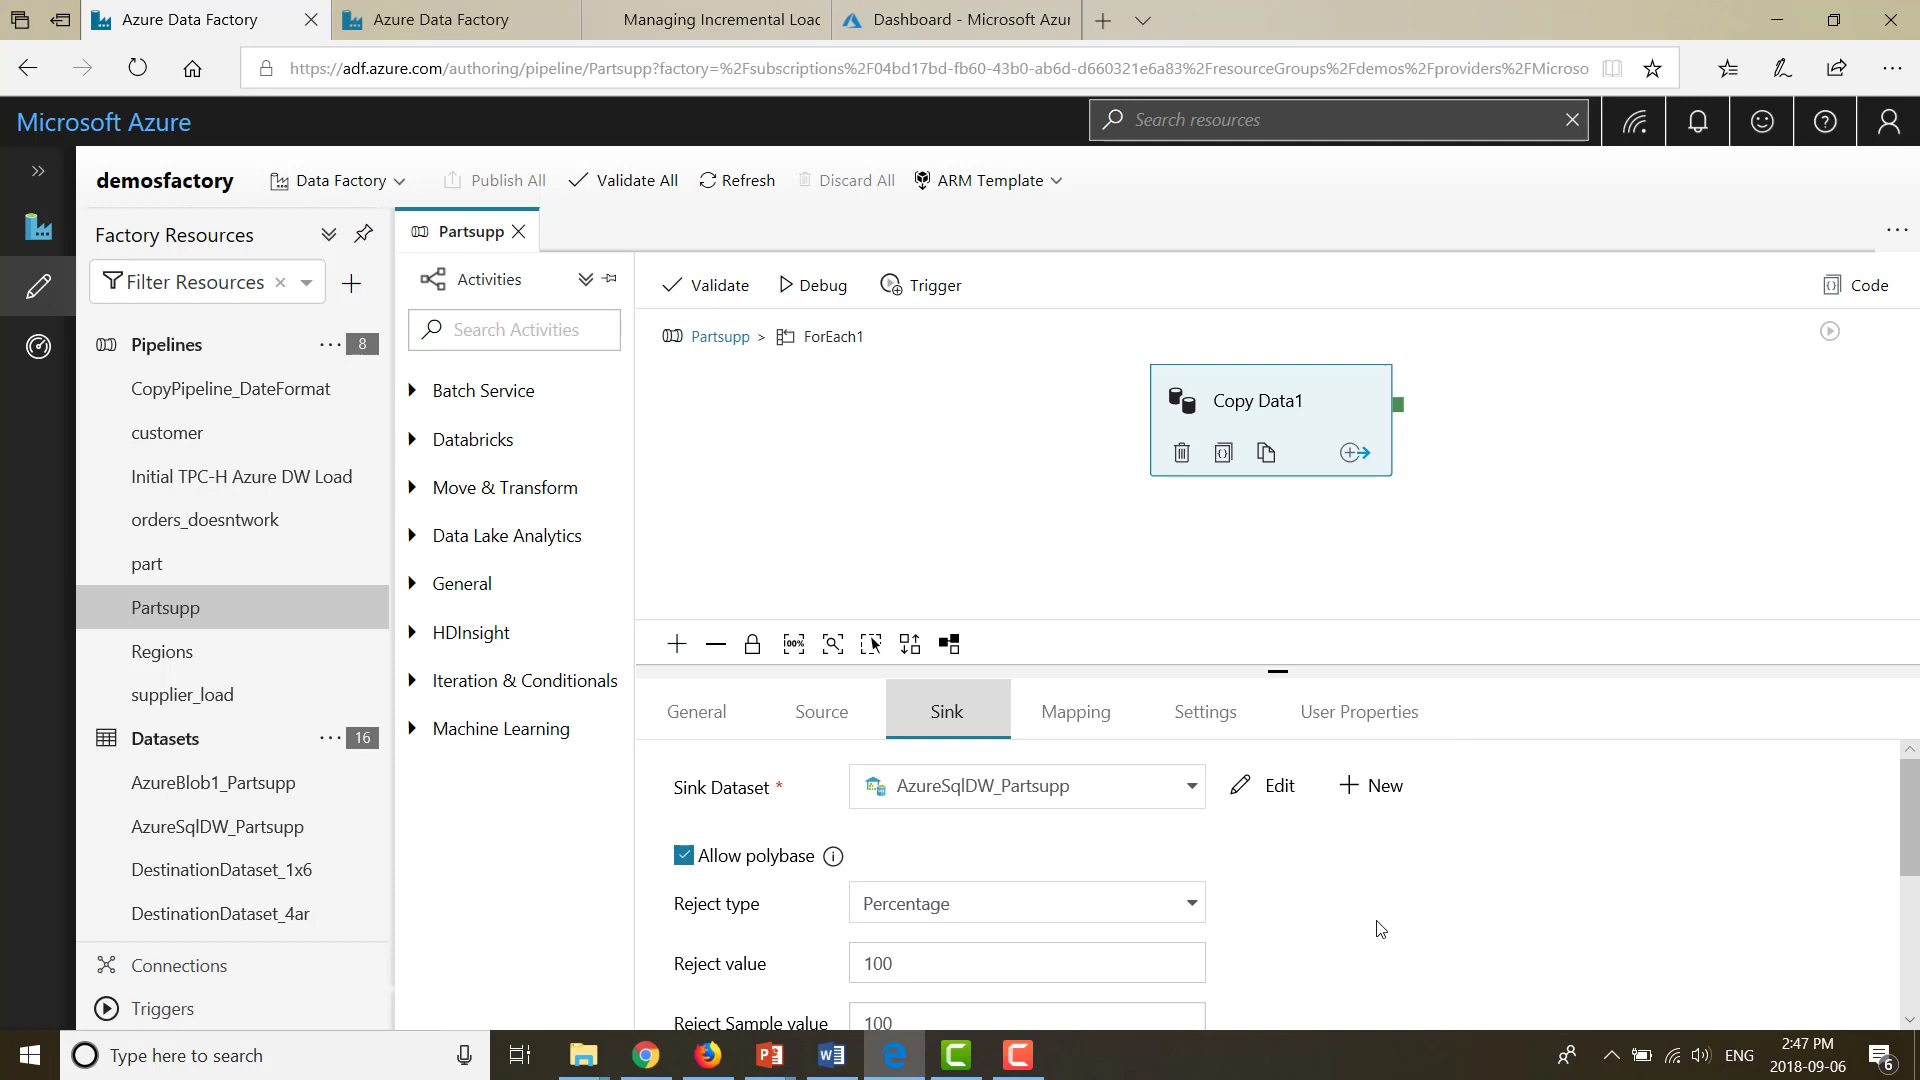 Azure Data Factory
Azure Data Factory
Managing Incremental Loac
Dashboard - Microsoft Azur
https://adf.azure.com/authoring/pipeline/Partsupp?factory=%2Fsubscriptions%2F04bd17bd-fb60-43b0-ab6d-d660321e6a83%2FresourceGroups%2Fdemos%2Fproviders%2FMicroso
Microsoft Azure
Search resources
demosfactory
Data Factory
Publish All
Validate All
Refresh
Discard All
ARM Template
Factory Resources
Filter Resources
Pipelines
8
CopyPipeline_DateFormat
customer
Initial TPC-H Azure DW Load
orders_doesntwork
part
Partsupp
Regions
supplier_load
Datasets
16
AzureBlob1_Partsupp
AzureSqlDW_Partsupp
DestinationDataset_1x6
DestinationDataset_4ar
Connections
Triggers
Partsupp
Activities
Search Activities
Batch Service
Databricks
Move & Transform
Data Lake Analytics
General
HDInsight
Iteration & Conditionals
Machine Learning
Validate
Debug
Trigger
Code
Partsupp > ForEach1
Copy Data1
100%
General
Source
Sink
Mapping
Settings
User Properties
Sink Dataset *
AzureSqlDW_Partsupp
Edit
New
Allow polybase
Reject type
Percentage
Reject value
100
Reject Sample value
100
Type here to search
ENG
2:47 PM
2018-09-06
6